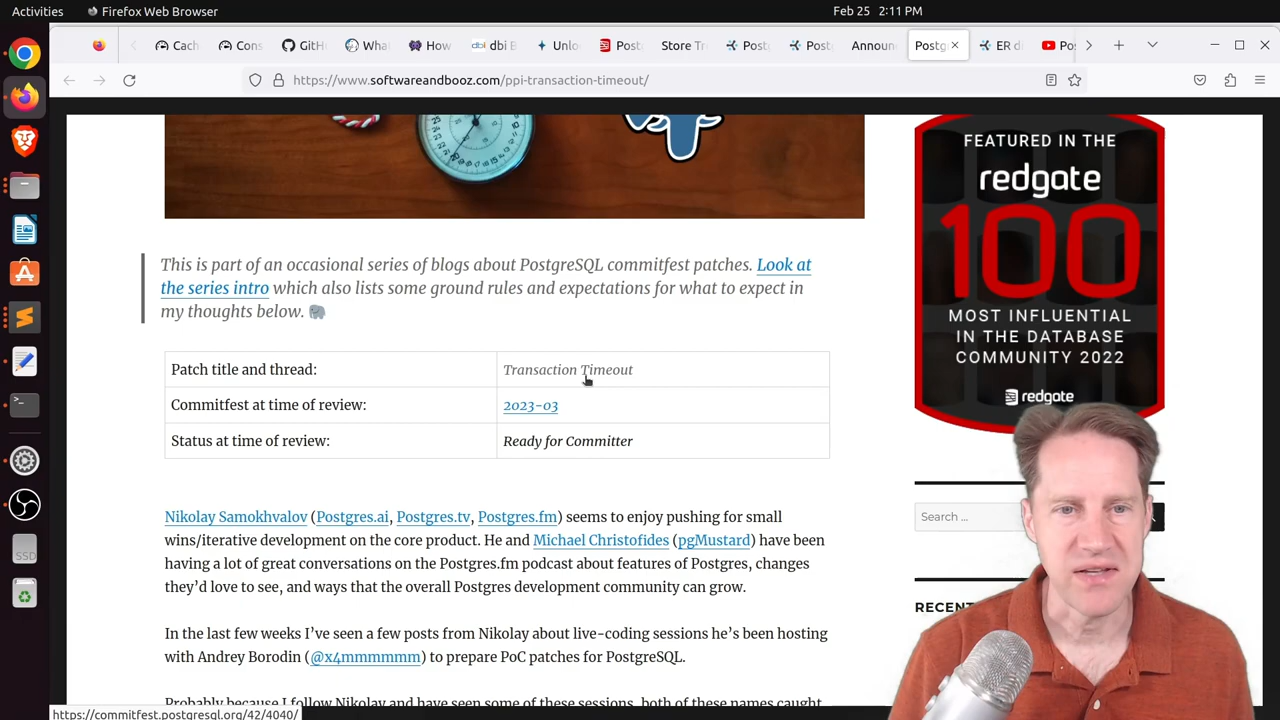 Activities
Firefox Web Browser
Feb 25 2:11 PM
Cach
Cons
GitH
What
How
dbi
dbi B
Unlo
Post
Store Tr
Post
Post
Announ
Postg
ER d
Po
https://www.softwareandbooz.com/ppi-transaction-timeout/
This is part of an occasional series of blogs about PostgreSQL commitfest patches. Look at
the series intro which also lists some ground rules and expectations for what to expect in
my thoughts below.
Patch title and thread: Transaction Timeout
Commitfest at time of review: 2023-03
Status at time of review: Ready for Committer
Nikolay Samokhvalov (Postgres.ai, Postgres.tv, Postgres.fm) seems to enjoy pushing for small
wins/iterative development on the core product. He and Michael Christofides (pgMustard) have been
having a lot of great conversations on the Postgres.fm podcast about features of Postgres, changes
they'd love to see, and ways that the overall Postgres development community can grow.
In the last few weeks I've seen a few posts from Nikolay about live-coding sessions he's been hosting
with Andrey Borodin (@x4mmmmmm) to prepare PoC patches for PostgreSQL.
Probably because I follow Nikolay and have seen some of these sessions, both of these names caught
FEATURED IN THE
redgate
100
MOST INFLUENTIAL
IN THE DATABASE
COMMUNITY 2022
redgate
Search ...
RECENT
SSD
https://commitfest.postgresql.org/42/4040/